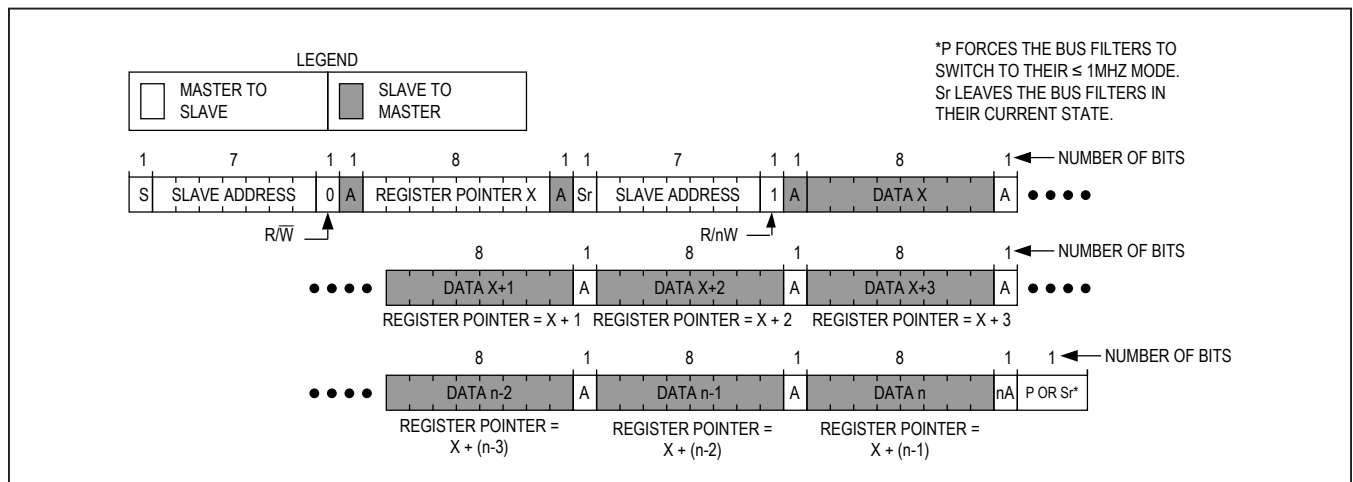 LEGEND
MASTER TO
SLAVE
SLAVE TO
MASTER
*P FORCES THE BUS FILTERS TO
SWITCH TO THEIR ≤ 1MHZ MODE.
Sr LEAVES THE BUS FILTERS IN
THEIR CURRENT STATE.
1 7 1 1 8 1 1 7 1 1 8 1 NUMBER OF BITS
S SLAVE ADDRESS 0 A REGISTER POINTER X A Sr SLAVE ADDRESS 1 A DATA X A
R/W̅ R/nW
8 1 8 1 8 1 NUMBER OF BITS
DATA X+1 A DATA X+2 A DATA X+3 A
REGISTER POINTER = X + 1 REGISTER POINTER = X + 2 REGISTER POINTER = X + 3
8 1 8 1 8 1 1 NUMBER OF BITS
DATA n-2 A DATA n-1 A DATA n nA P OR Sr*
REGISTER POINTER = REGISTER POINTER = REGISTER POINTER =
X + (n-3) X + (n-2) X + (n-1)